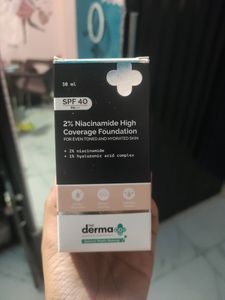 30 ml
SPF 40
2% Niacinamide High
Coverage Foundation
FOR EVEN TONED AND HYDRATED SKIN
+ 2% niacinamide
+ 1% hyaluronic acid complex
the
derma
co